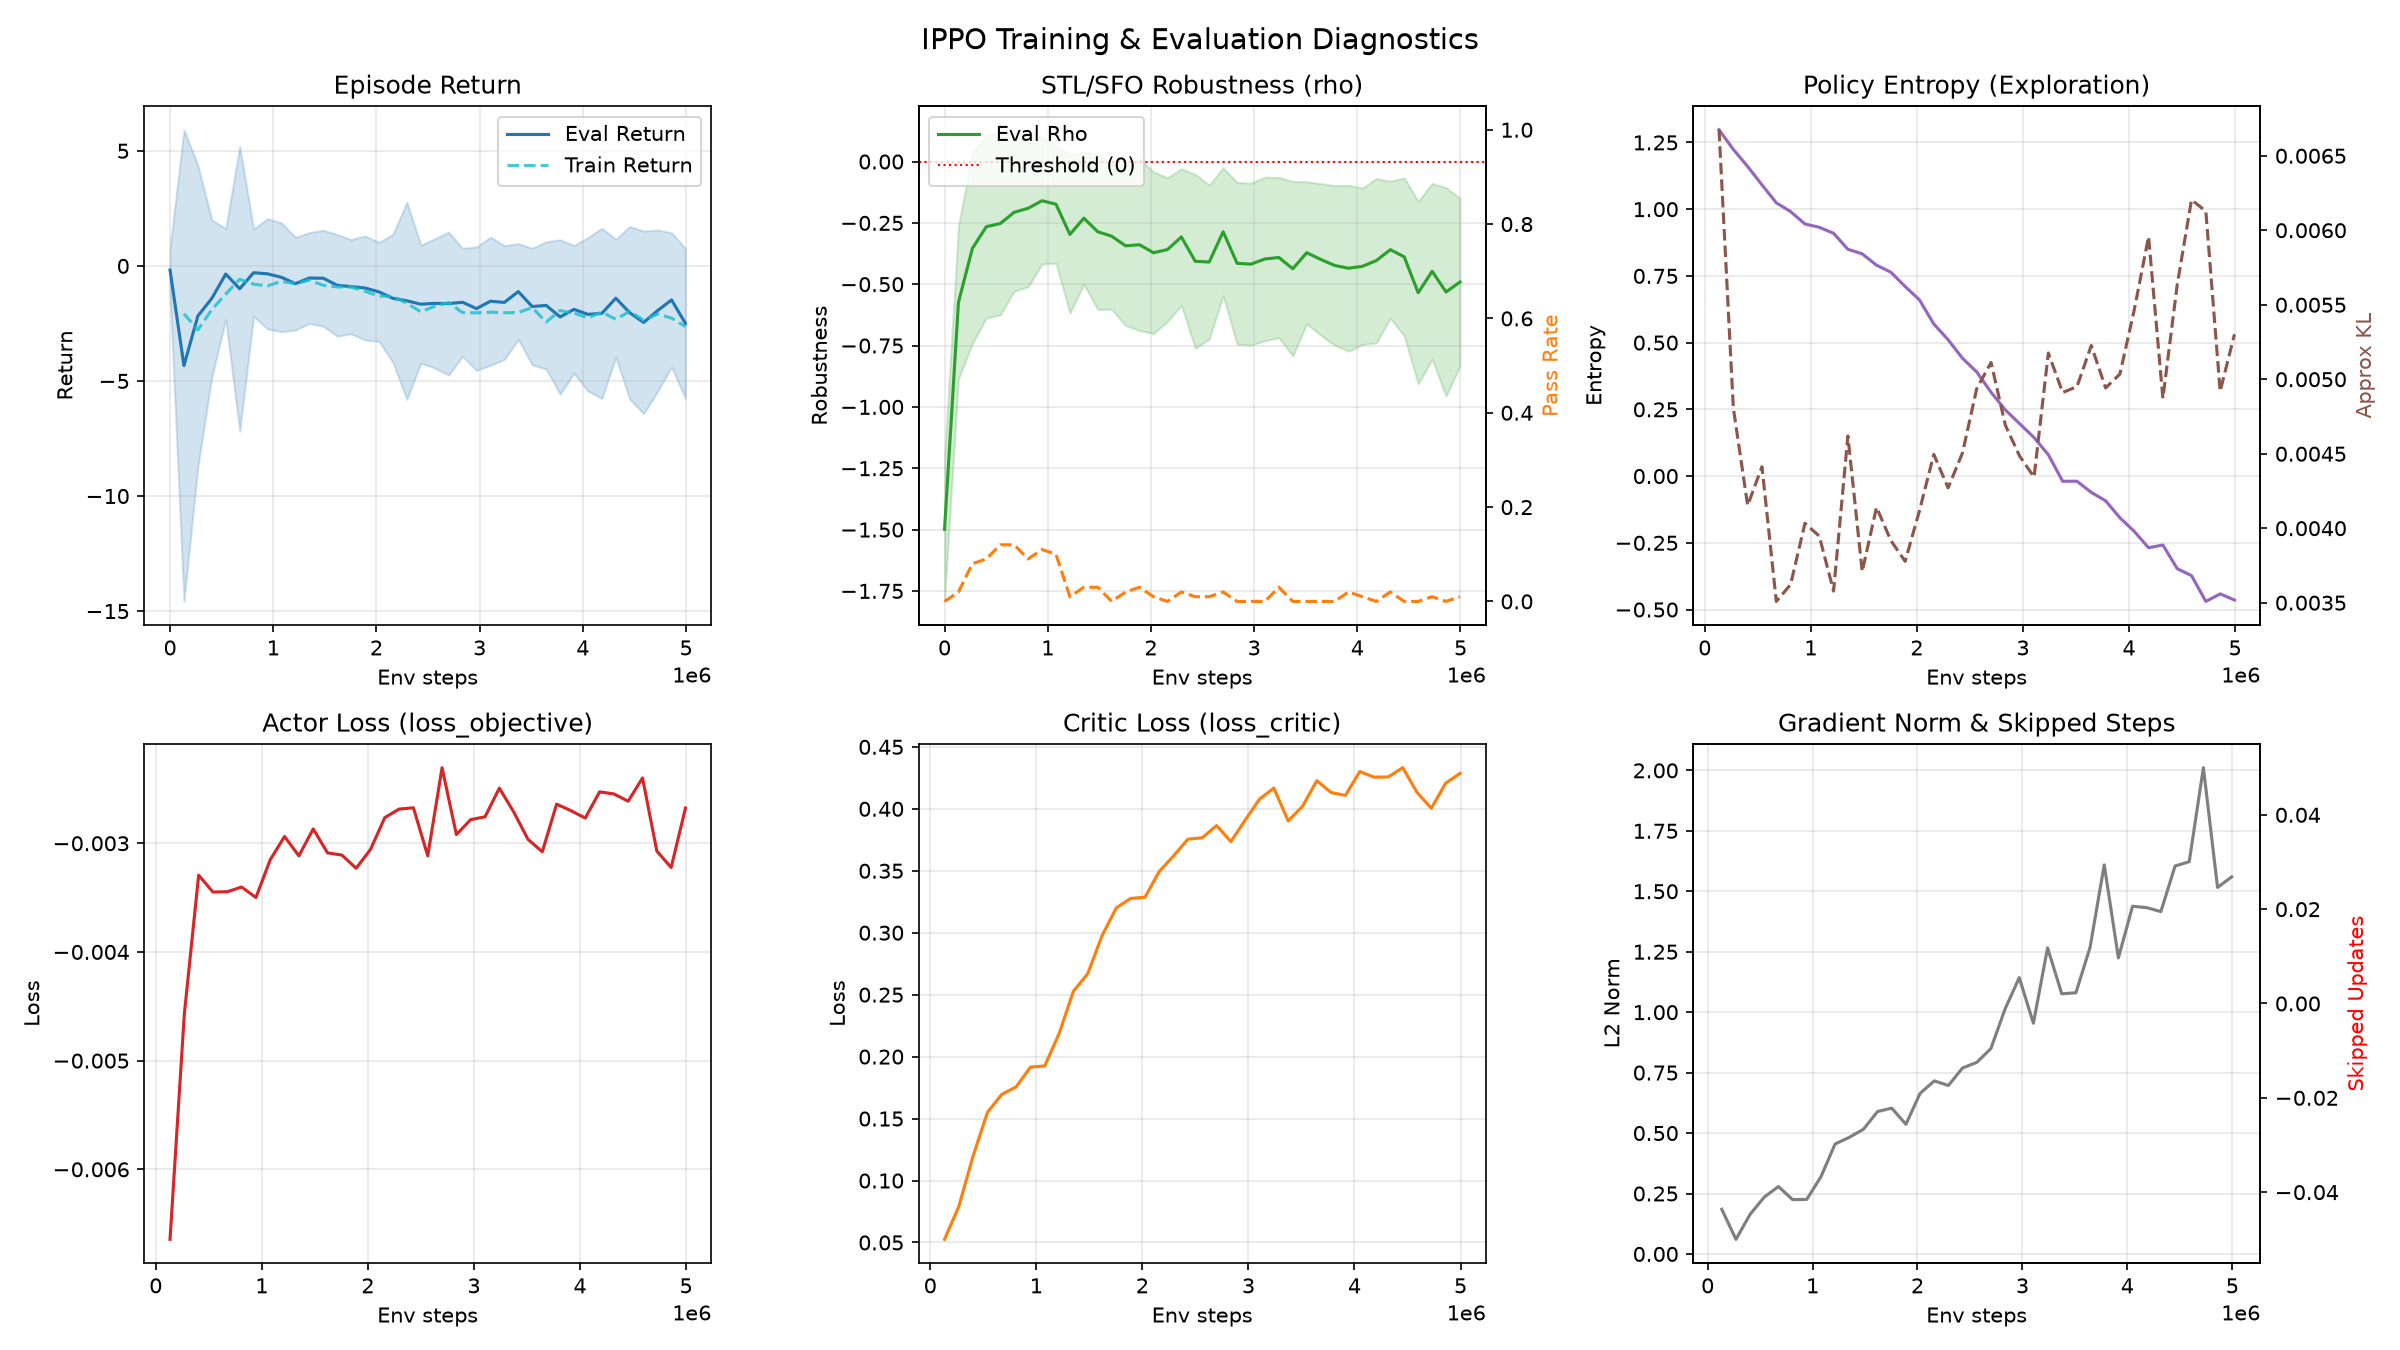 IPPO Training & Evaluation Diagnostics
Episode Return
Return
5
0
−5
−10
−15
Eval Return
Train Return
0 1 2 3 4 5
1e6
Env steps
STL/SFO Robustness (rho)
Robustness
0.00
−0.25
−0.50
−0.75
−1.00
−1.25
−1.50
−1.75
Eval Rho
Threshold (0)
1.0
0.8
0.6
0.4
0.2
0.0
Pass Rate
0 1 2 3 4 5
1e6
Env steps
Policy Entropy (Exploration)
Entropy
1.25
1.00
0.75
0.50
0.25
0.00
−0.25
−0.50
0.0065
0.0060
0.0055
0.0050
0.0045
0.0040
0.0035
Approx KL
0 1 2 3 4 5
1e6
Env steps
Actor Loss (loss_objective)
Loss
−0.003
−0.004
−0.005
−0.006
0 1 2 3 4 5
1e6
Env steps
Critic Loss (loss_critic)
Loss
0.45
0.40
0.35
0.30
0.25
0.20
0.15
0.10
0.05
0 1 2 3 4 5
1e6
Env steps
Gradient Norm & Skipped Steps
L2 Norm
2.00
1.75
1.50
1.25
1.00
0.75
0.50
0.25
0.00
0.04
0.02
0.00
−0.02
−0.04
Skipped Updates
0 1 2 3 4 5
1e6
Env steps